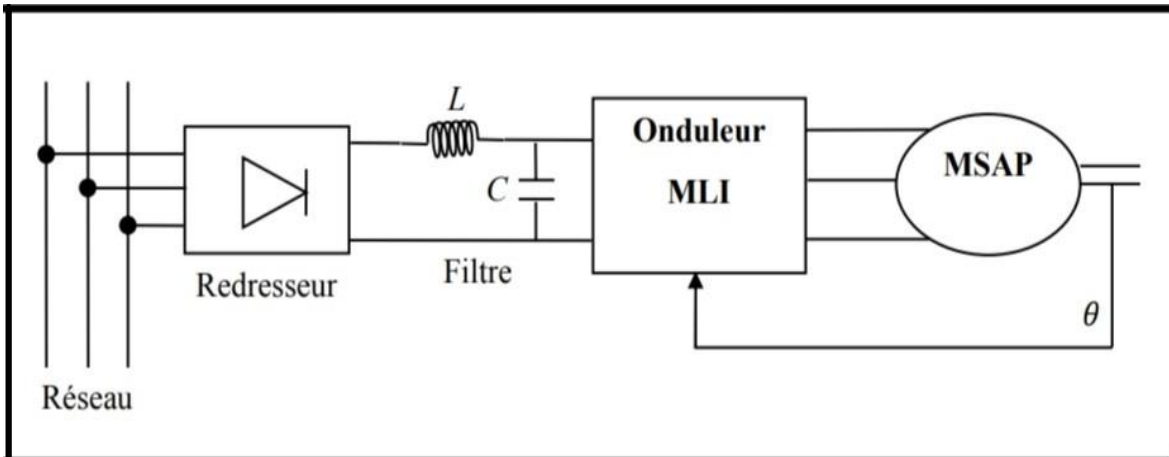 L
Onduleur
MLI
MSAP
C
Redresseur
Filtre
θ
Réseau